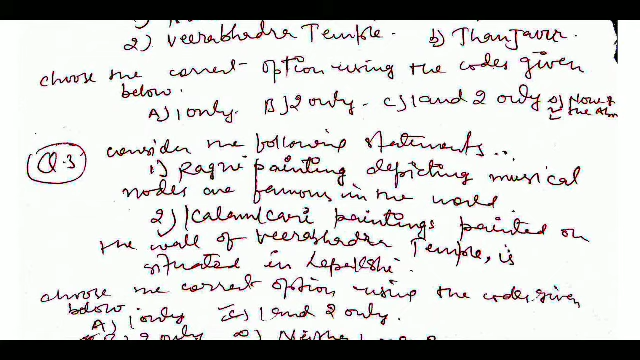 2). Veerabhadra Temple. b) Thanjavur.
choose the correct option using the codes given
below.
A) 1 only. B) 2 only. c) 1 and 2 only D) None of
the Abo
Q.3 consider the following statements..
1) Ragni painting depicting musical
nodes are famous in the world
2) Kalamkari paintings painted on
the wall of Veerabhadra Temple, is
situated in Lepakshi.
choose the correct option using the codes given
below
A) 1 only c) 1 and 2 only.
2 only D)